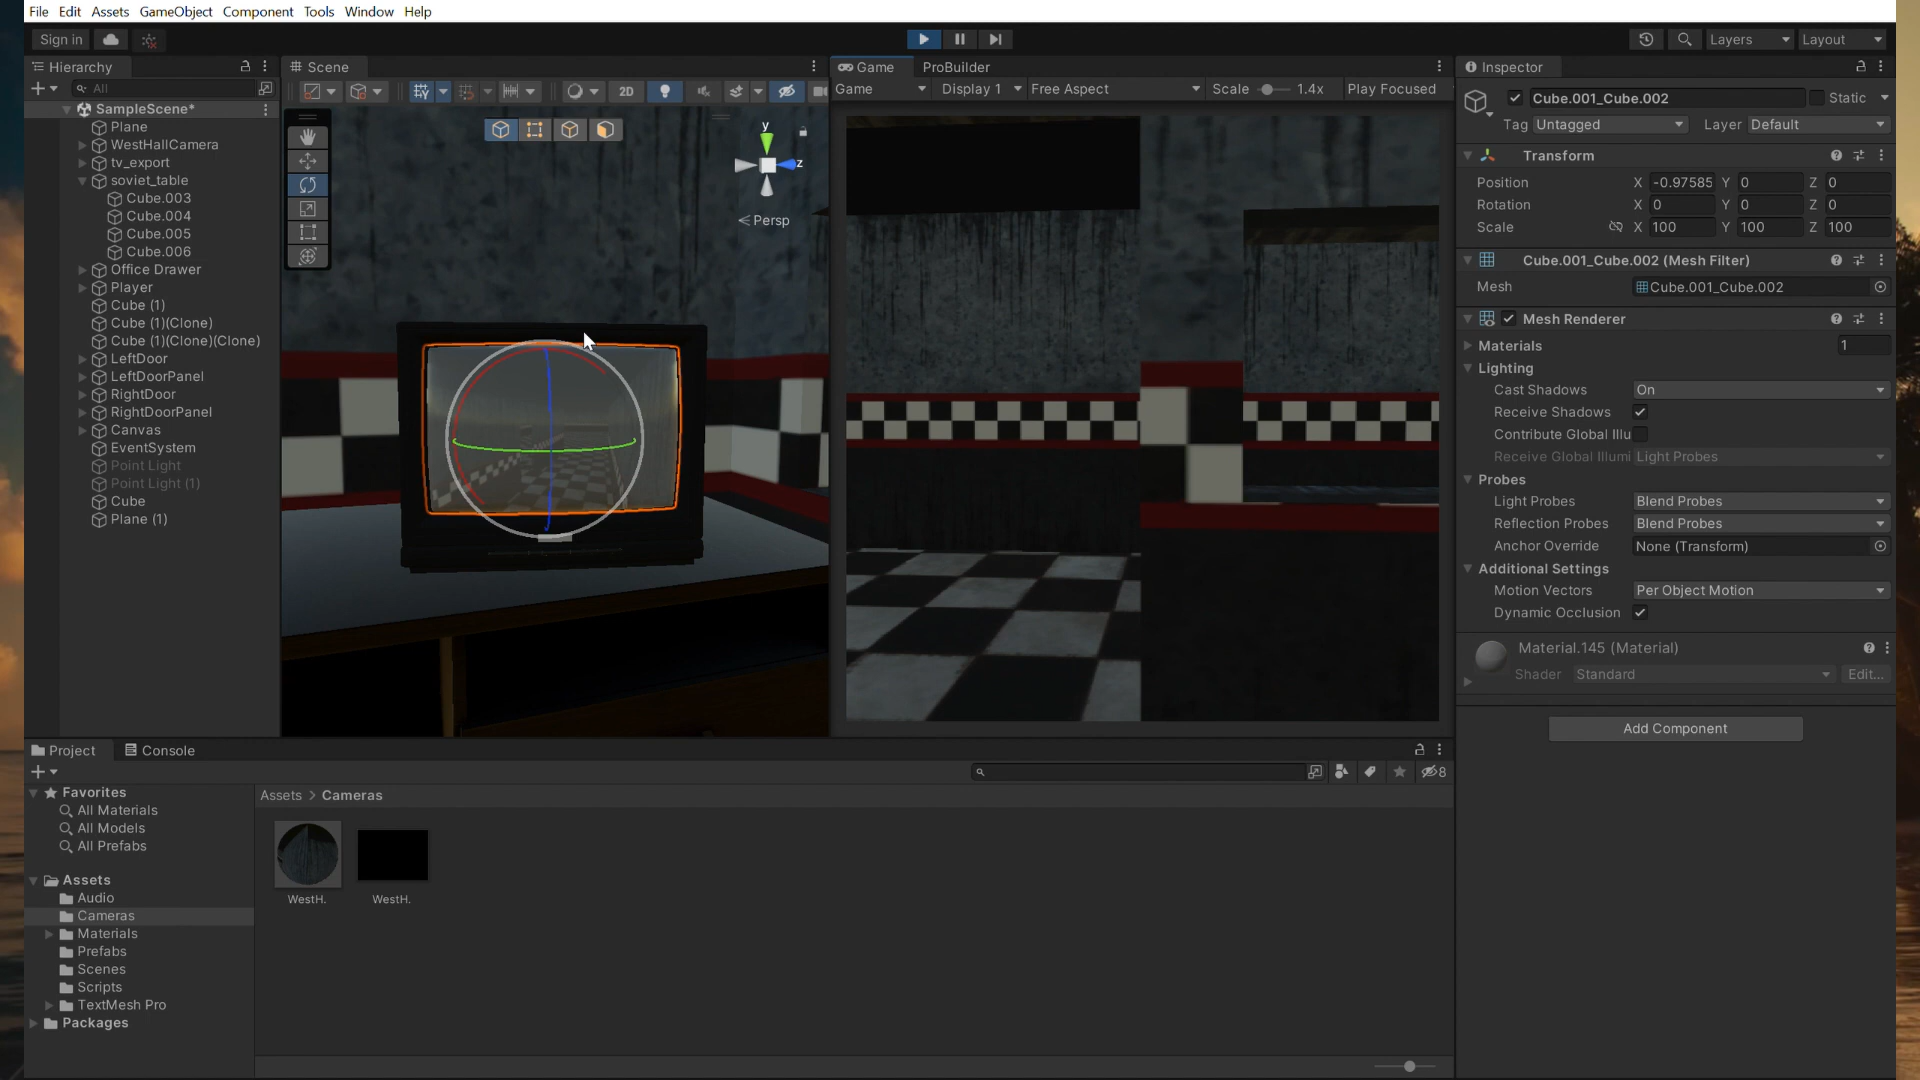 File Edit Assets GameObject Component Tools Window Help
Sign in
Layers
Layout
Hierarchy
All
SampleScene*
Plane
WestHallCamera
tv_export
soviet_table
Cube.003
Cube.004
Cube.005
Cube.006
Office Drawer
Player
Cube (1)
Cube (1)(Clone)
Cube (1)(Clone)(Clone)
LeftDoor
LeftDoorPanel
RightDoor
RightDoorPanel
Canvas
EventSystem
Point Light
Point Light (1)
Cube
Plane (1)
Scene
2D
y
z
Persp
Game
ProBuilder
Game
Display 1
Free Aspect
Scale
1.4x
Play Focused
Inspector
Cube.001_Cube.002
Static
Tag Untagged
Layer Default
Transform
Position X -0.97585 Y 0 Z 0
Rotation X 0 Y 0 Z 0
Scale X 100 Y 100 Z 100
Cube.001_Cube.002 (Mesh Filter)
Mesh Cube.001_Cube.002
Mesh Renderer
Materials 1
Lighting
Cast Shadows On
Receive Shadows
Contribute Global Illu
Receive Global Illumi Light Probes
Probes
Light Probes Blend Probes
Reflection Probes Blend Probes
Anchor Override None (Transform)
Additional Settings
Motion Vectors Per Object Motion
Dynamic Occlusion
Material.145 (Material)
Shader Standard Edit...
Add Component
Project
Console
8
Favorites
All Materials
All Models
All Prefabs
Assets
Audio
Cameras
Materials
Prefabs
Scenes
Scripts
TextMesh Pro
Packages
Assets > Cameras
WestH.
WestH.